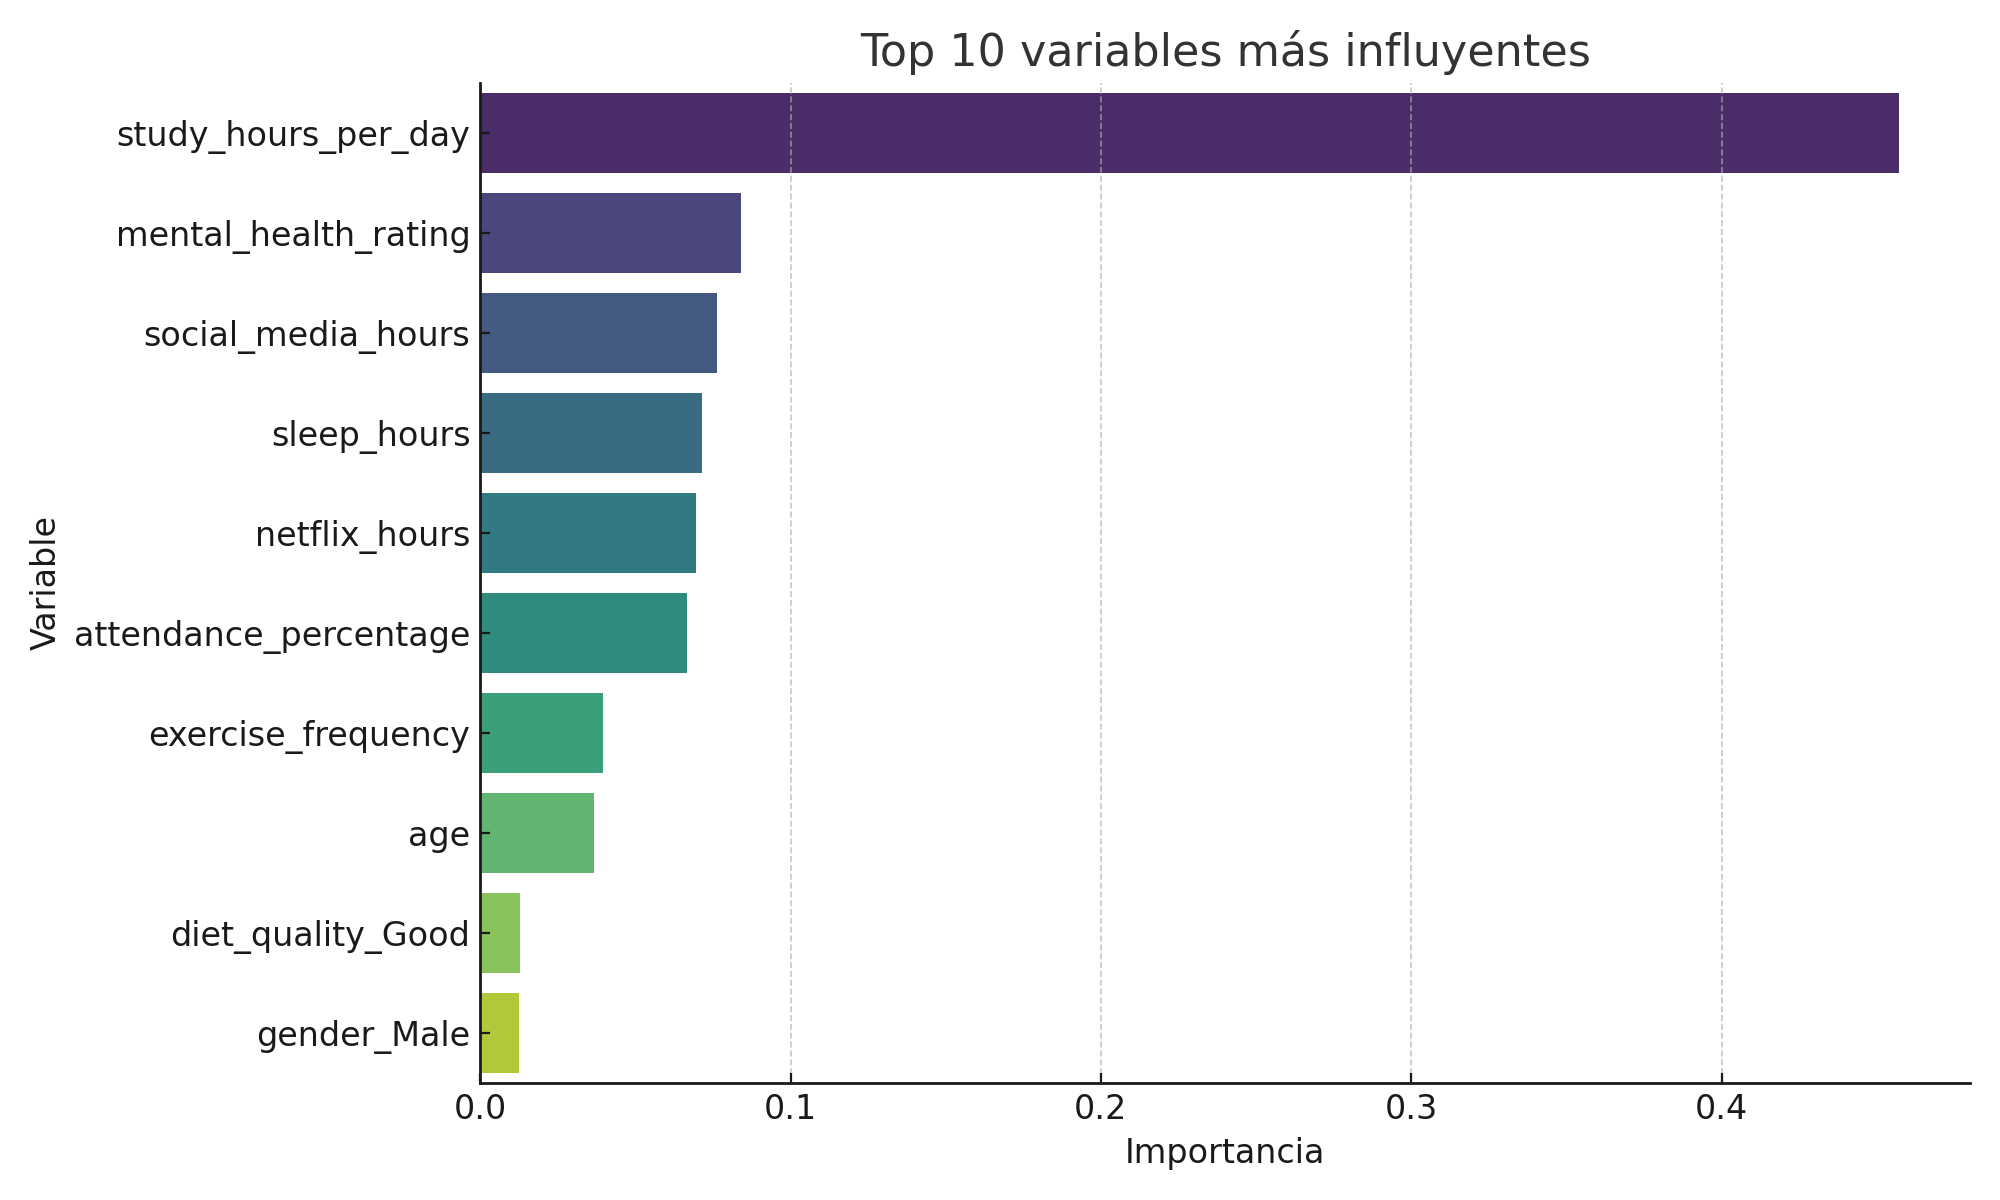 Top 10 variables más influyentes
Variable
study_hours_per_day
mental_health_rating
social_media_hours
sleep_hours
netflix_hours
attendance_percentage
exercise_frequency
age
diet_quality_Good
gender_Male
0.0 0.1 0.2 0.3 0.4
Importancia